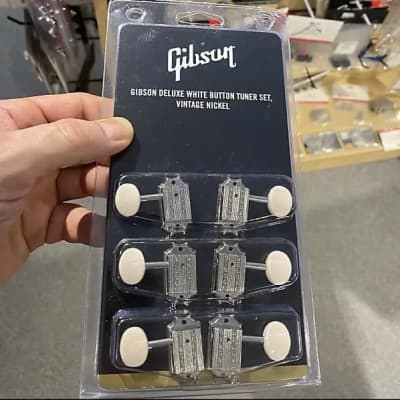 Gibson
GIBSON DELUXE WHITE BUTTON TUNER SET,
VINTAGE NICKEL